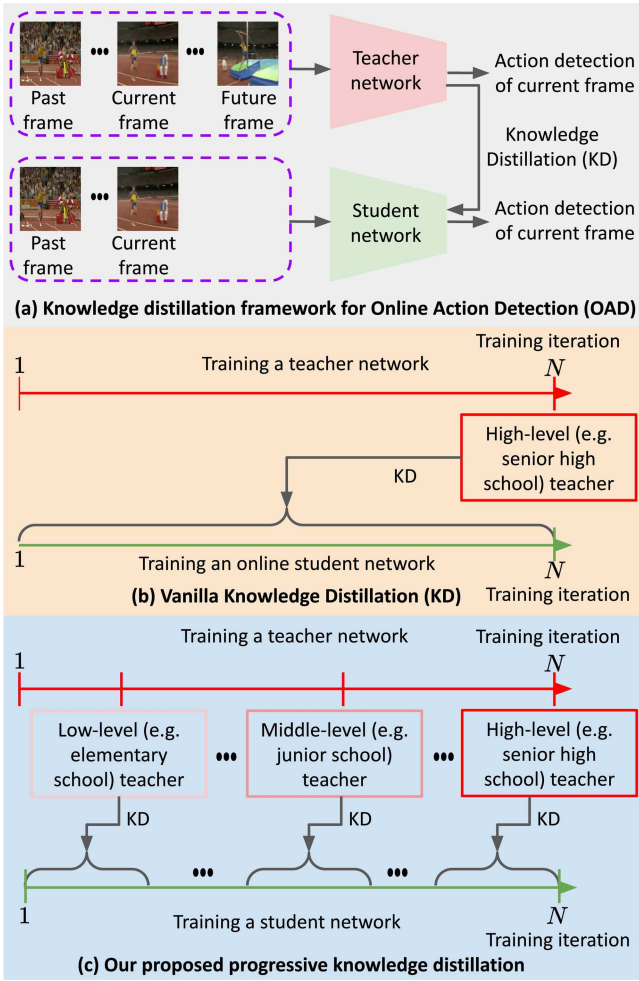 Past
frame
•••
Current
frame
•••
Future
frame
Teacher
network
Action detection
of current frame
Knowledge
Distillation (KD)
Past
frame
•••
Current
frame
Student
network
Action detection
of current frame
(a) Knowledge distillation framework for Online Action Detection (OAD)
1
Training a teacher network
Training iteration
N
High-level (e.g.
senior high
school) teacher
KD
1
Training an online student network
N
(b) Vanilla Knowledge Distillation (KD)
Training iteration
1
Training a teacher network
Training iteration
N
Low-level (e.g.
elementary
school) teacher
•••
Middle-level (e.g.
junior school)
teacher
•••
High-level (e.g.
senior high
school) teacher
KD
KD
KD
•••
•••
1
Training a student network
N
Training iteration
(c) Our proposed progressive knowledge distillation